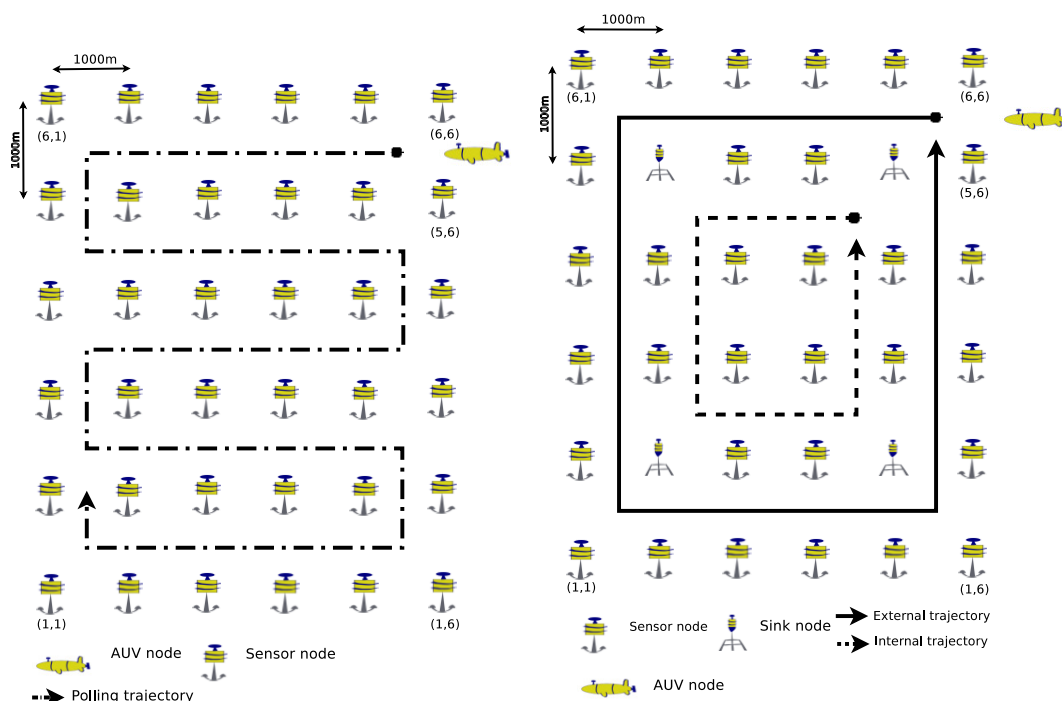 1000m
1000m
(6,1)
(6,6)
(5,6)
(1,1)
(1,6)
AUV node
Sensor node
Polling trajectory
1000m
1000m
(6,1)
(6,6)
(5,6)
(1,1)
(1,6)
Sensor node
Sink node
External trajectory
Internal trajectory
AUV node